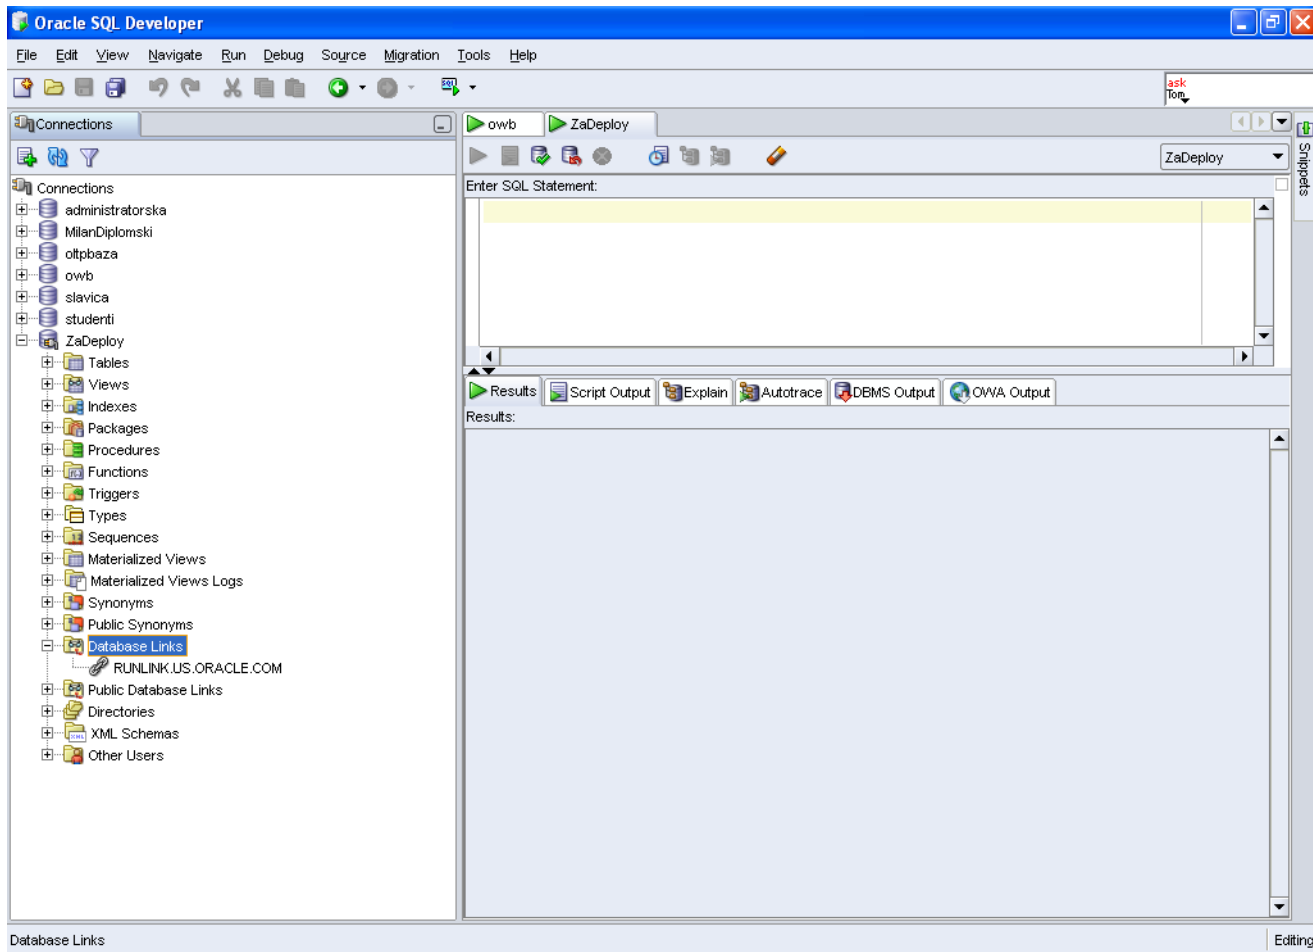 Oracle SQL Developer
File Edit View Navigate Run Debug Source Migration Tools Help
SQL
ask
Tom
Connections
owb ZaDeploy
ZaDeploy
Snippets
Connections
administratorska
MilanDiplomski
oltpbaza
owb
slavica
studenti
ZaDeploy
Tables
Views
Indexes
Packages
Procedures
Functions
Triggers
Types
Sequences
Materialized Views
Materialized Views Logs
Synonyms
Public Synonyms
Database Links
RUNLINK.US.ORACLE.COM
Public Database Links
Directories
XML Schemas
Other Users
Enter SQL Statement:
Results Script Output Explain Autotrace DBMS Output OWA Output
Results:
Database Links
Editing